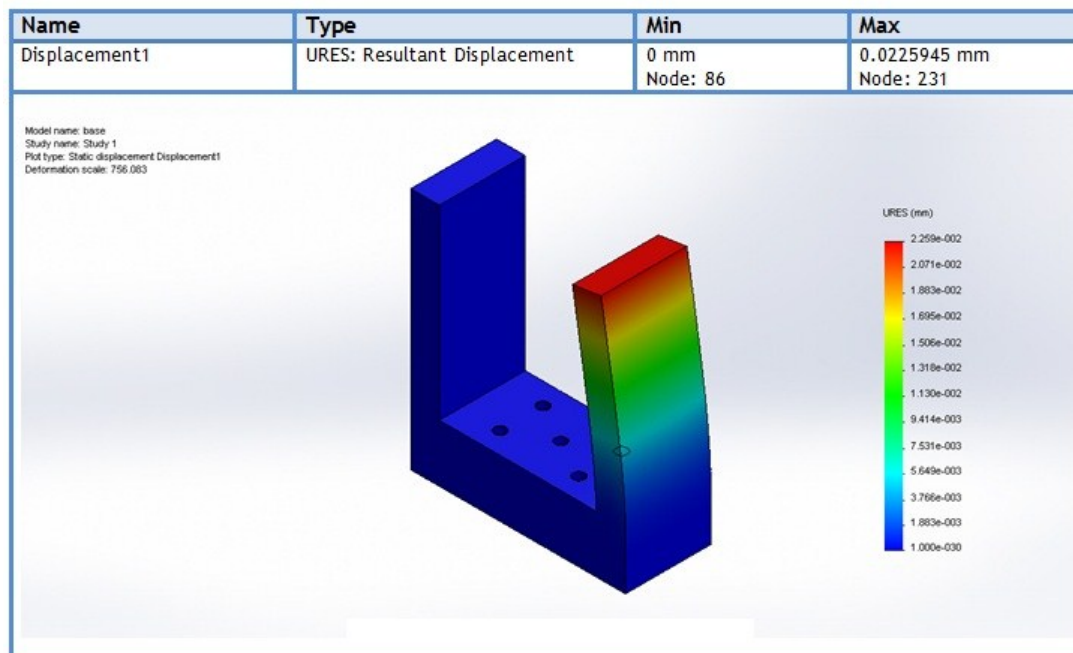 Name Type Min Max
Displacement1 URES: Resultant Displacement 0 mm 0.0225945 mm
Node: 86 Node: 231
Model name: base
Study name: Study 1
Plot type: Static displacement Displacement1
Deformation scale: 756.083
URES (mm)
2.259e-002
2.071e-002
1.883e-002
1.695e-002
1.506e-002
1.318e-002
1.130e-002
9.414e-003
7.531e-003
5.649e-003
3.766e-003
1.883e-003
1.000e-030